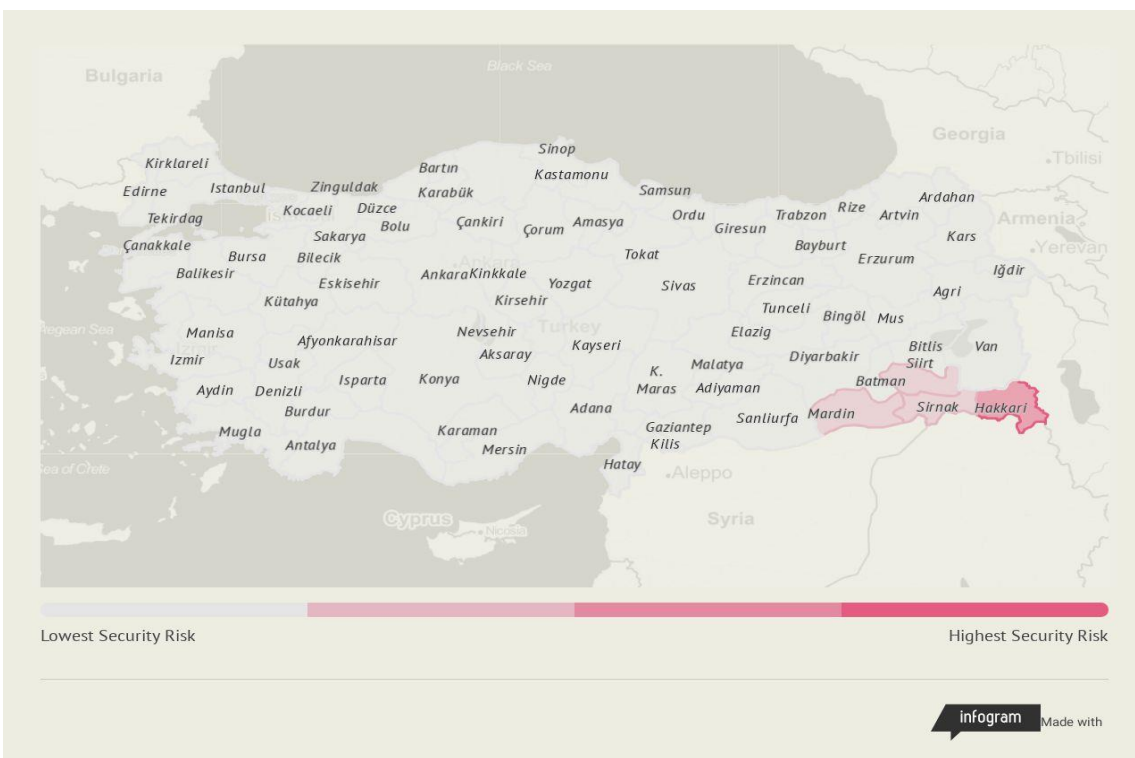 Black Sea
Bulgaria
Georgia
Tbilisi
Sinop
Kirklareli
Bartın
Kastamonu
Edirne
Istanbul
Zinguldak
Karabük
Samsun
Ardahan
Tekirdag
Kocaeli
Düzce
Çankiri
Amasya
Ordu
Trabzon
Rize
Artvin
Armenia
Bolu
Çorum
Giresun
Sakarya
Kars
Çanakkale
Bayburt
Yerevan
Bursa
Bilecik
Tokat
Erzurum
Ankara
Balikesir
Ankara
Kinkkale
Iğdir
Eskisehir
Yozgat
Sivas
Erzincan
Kütahya
Kirsehir
Agri
Tunceli
Bingöl
Mus
Aegean Sea
Manisa
Nevsehir
Turkey
Elazig
Afyonkarahisar
Kayseri
Bitlis
Van
Izmir
Izmir
Aksaray
Diyarbakir
Usak
Malatya
Siirt
K.
Maras
Isparta
Konya
Nigde
Batman
Aydin
Denizli
Adiyaman
Burdur
Adana
Sanliurfa
Mardin
Sirnak
Hakkari
Mugla
Karaman
Gaziantep
Antalya
Mersin
Kilis
Sea of Crete
Hatay
Aleppo
Cyprus
Nicosia
Syria
Lowest Security Risk
Highest Security Risk
infogram
Made with